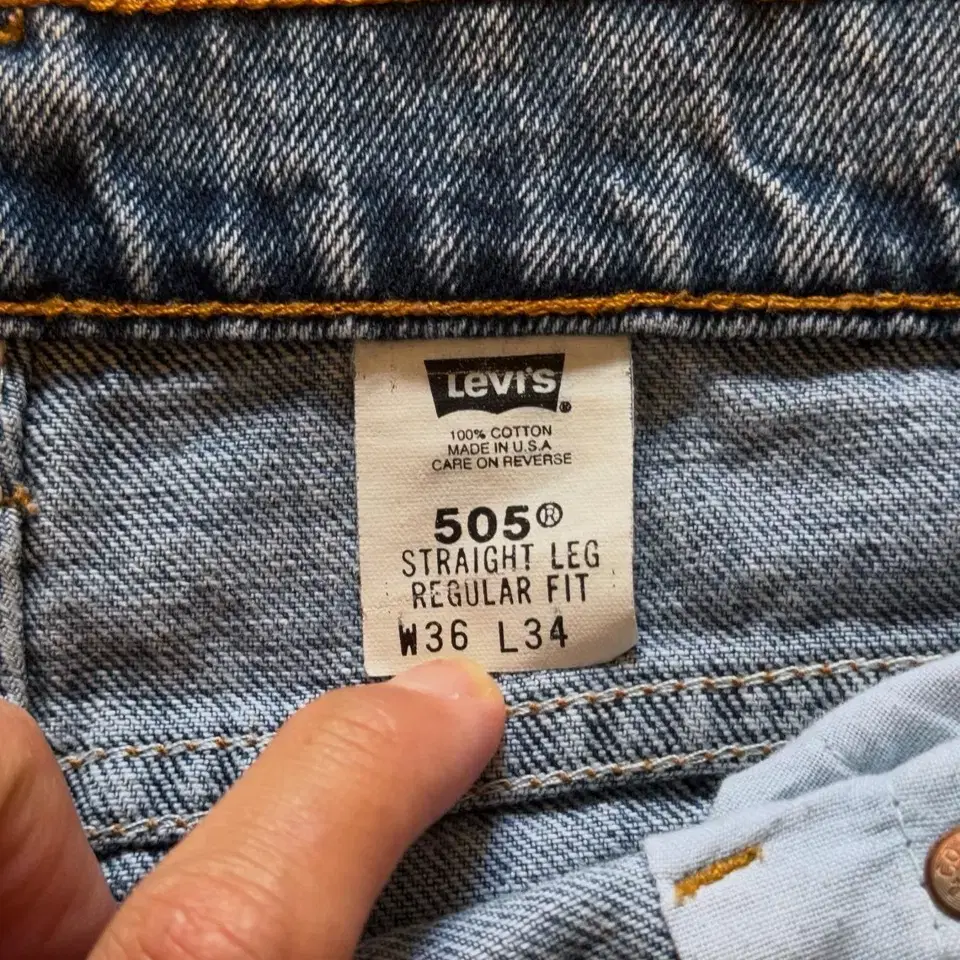 Levi's®
100% COTTON
MADE IN U.S.A
CARE ON REVERSE
505®
STRAIGHT LEG
REGULAR FIT
W36 L34